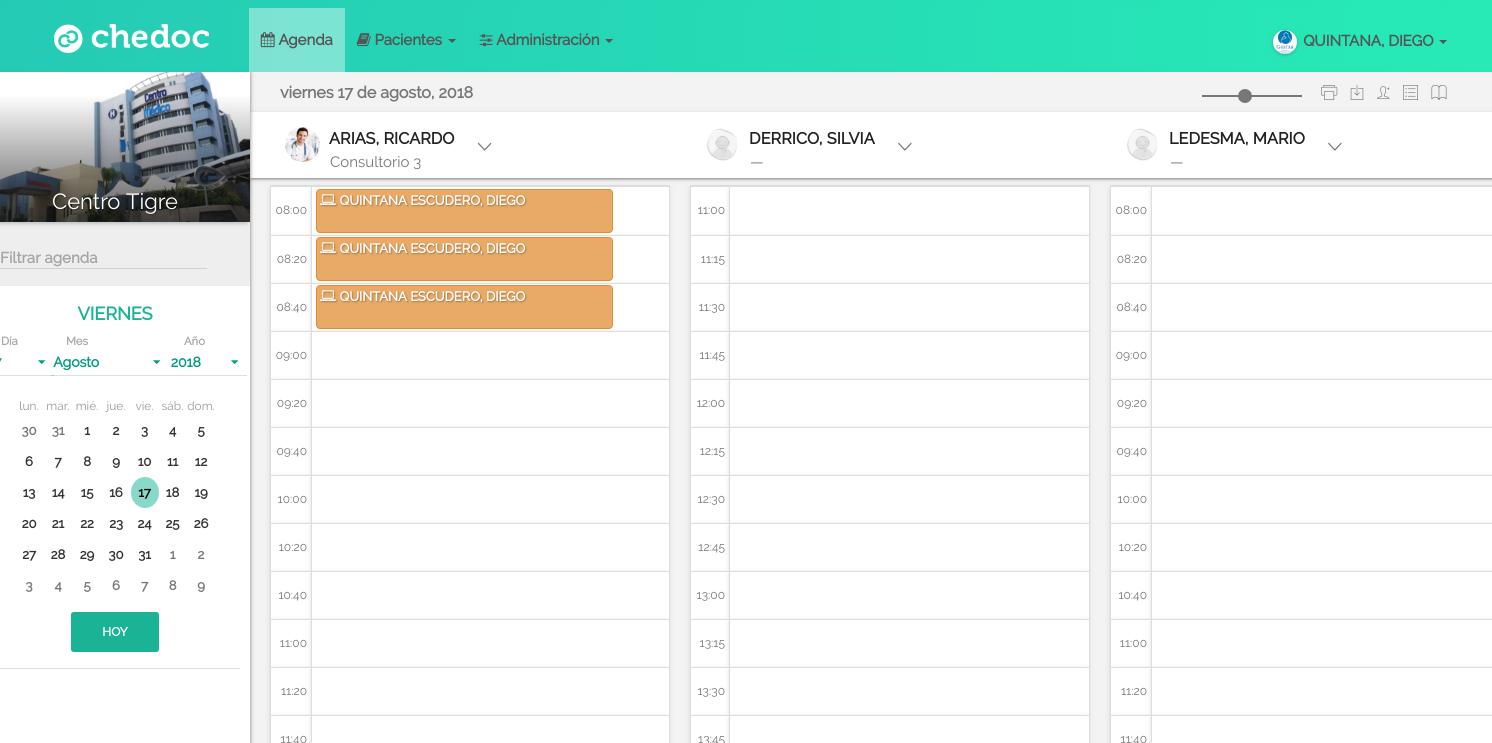 chedoc
Agenda
Pacientes
Administración
QUINTANA, DIEGO
Centro
Médico
H
Centro Tigre
Filtrar agenda
VIERNES
Día Mes Año
Agosto 2018
lun. mar. mié. jue. vie. sáb. dom.
30 31 1 2 3 4 5
6 7 8 9 10 11 12
13 14 15 16 17 18 19
20 21 22 23 24 25 26
27 28 29 30 31 1 2
3 4 5 6 7 8 9
HOY
viernes 17 de agosto, 2018
ARIAS, RICARDO
Consultorio 3
08:00 QUINTANA ESCUDERO, DIEGO
08:20 QUINTANA ESCUDERO, DIEGO
08:40 QUINTANA ESCUDERO, DIEGO
09:00
09:20
09:40
10:00
10:20
10:40
11:00
11:20
11:40
DERRICO, SILVIA
—
11:00
11:15
11:30
11:45
12:00
12:15
12:30
12:45
13:00
13:15
13:30
13:45
LEDESMA, MARIO
—
08:00
08:20
08:40
09:00
09:20
09:40
10:00
10:20
10:40
11:00
11:20
11:40